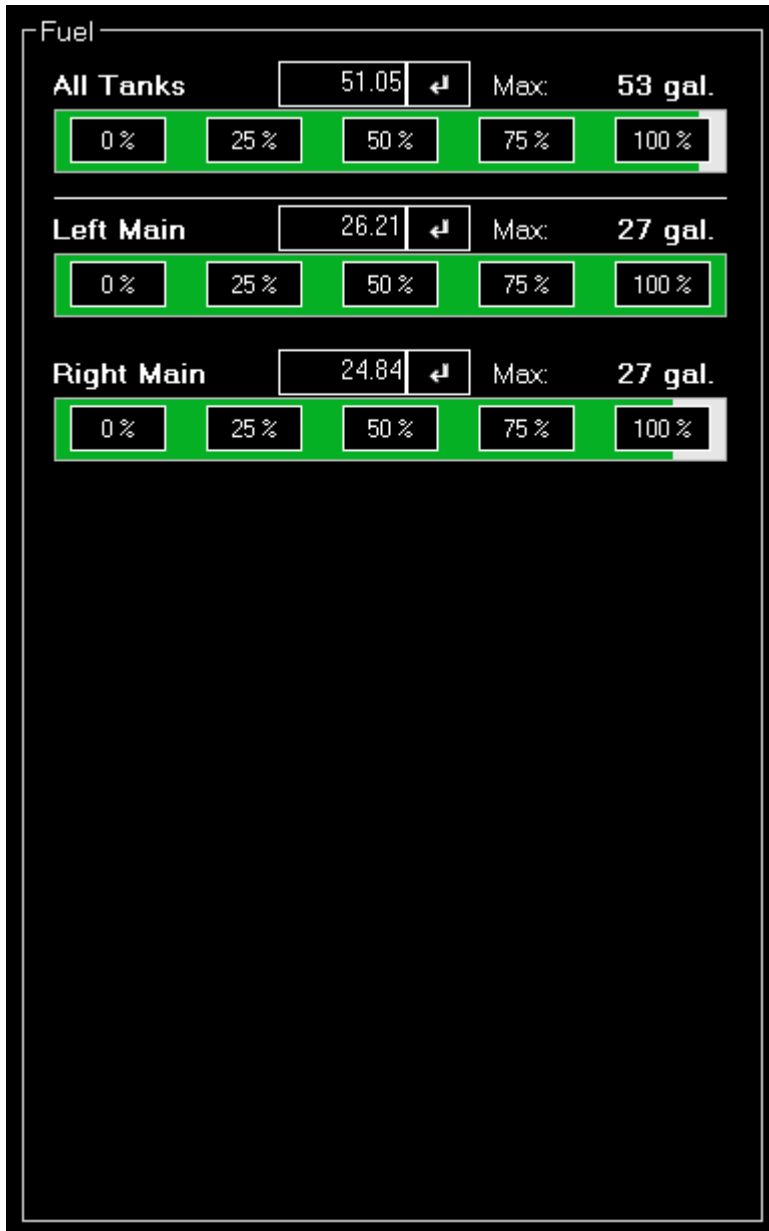 Fuel
All Tanks 51.05 ↲ Max: 53 gal.
0 % 25 % 50 % 75 % 100 %
Left Main 26.21 ↲ Max: 27 gal.
0 % 25 % 50 % 75 % 100 %
Right Main 24.84 ↲ Max: 27 gal.
0 % 25 % 50 % 75 % 100 %